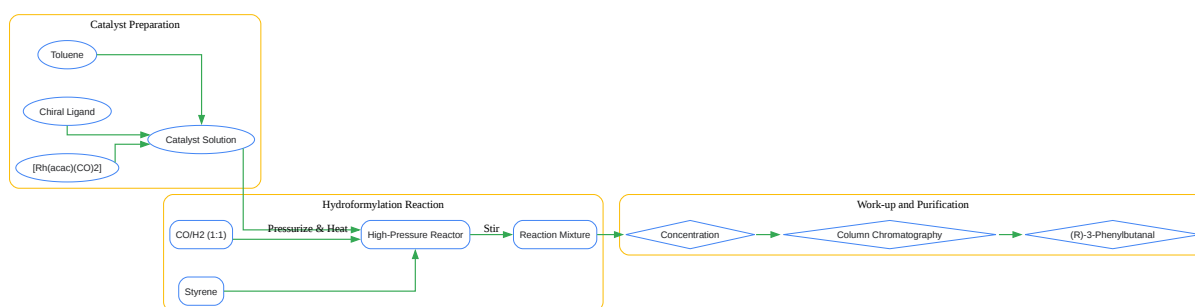 Catalyst Preparation
Toluene
Chiral Ligand
Catalyst Solution
[Rh(acac)(CO)2]
Hydroformylation Reaction
Work-up and Purification
CO/H2 (1:1)
Pressurize & Heat
High-Pressure Reactor
Stir
Reaction Mixture
Concentration
Column Chromatography
(R)-3-Phenylbutanal
Styrene